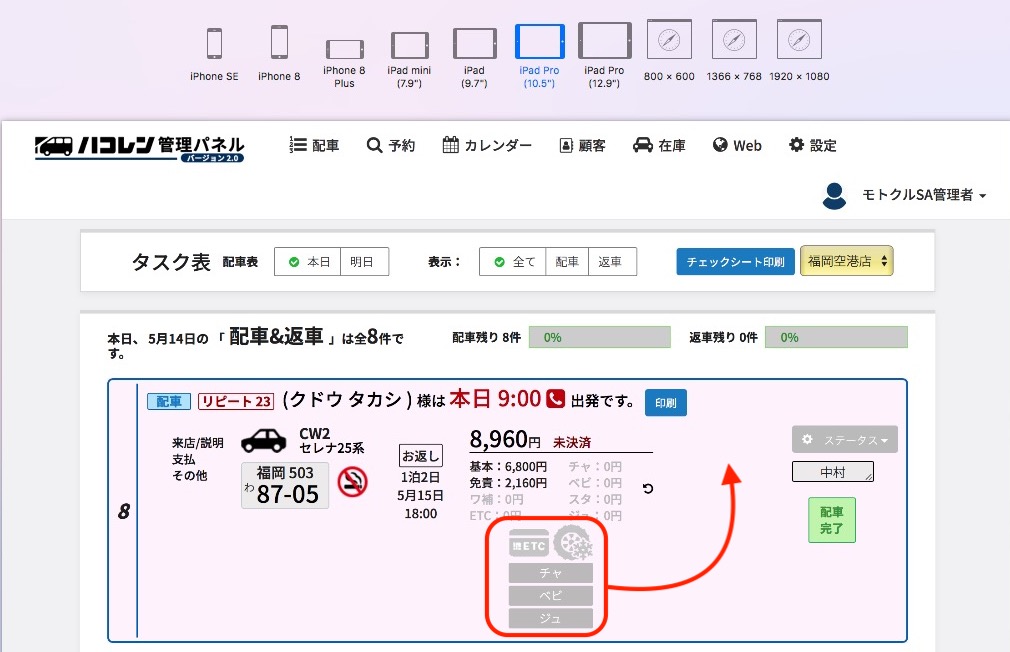 iPhone SE
iPhone 8
iPhone 8 Plus
iPad mini (7.9")
iPad (9.7")
iPad Pro (10.5")
iPad Pro (12.9")
800 × 600
1366 × 768
1920 × 1080
ハコレン管理パネル
バージョン 2.0
配車
予約
カレンダー
顧客
在庫
Web
設定
モトクルSA管理者
タスク表 配車表 本日 明日 表示： 全て 配車 返車 チェックシート印刷 福岡空港店
本日、 5月14日の 「 配車&返車 」は全8件で
す。
配車残り 8件 0% 返車残り 0件 0%
配車 リピート 23 (クドウ タカシ ) 様は 本日 9:00 出発です。 印刷
8
来店/説明
支払
その他
CW2
セレナ25系
福岡 503
わ 87-05
お返し
1泊2日
5月15日
18:00
8,960円 未決済
基本：6,800円 チャ：0円
免責：2,160円 ベビ：0円
ワ補：0円 スタ：0円
ETC：0円 ジュ：0円
ETC
チャ
ベビ
ジュ
ステータス
中村
配車
完了